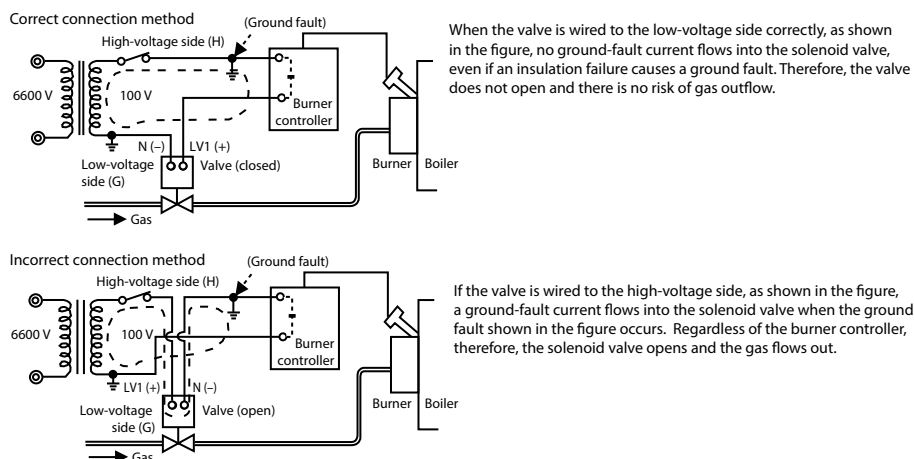 Correct connection method
(Ground fault)
High-voltage side (H)
6600 V
100 V
Burner
controller
N (–)
LV1 (+)
Low-voltage
side (G)
Valve (closed)
Burner
Boiler
Gas
When the valve is wired to the low-voltage side correctly, as shown
in the figure, no ground-fault current flows into the solenoid valve,
even if an insulation failure causes a ground fault. Therefore, the valve
does not open and there is no risk of gas outflow.
Incorrect connection method
(Ground fault)
High-voltage side (H)
6600 V
100 V
Burner
controller
LV1 (+)
N (–)
Low-voltage
side (G)
Valve (open)
Burner
Boiler
Gas
If the valve is wired to the high-voltage side, as shown in the figure,
a ground-fault current flows into the solenoid valve when the ground
fault shown in the figure occurs. Regardless of the burner controller,
therefore, the solenoid valve opens and the gas flows out.